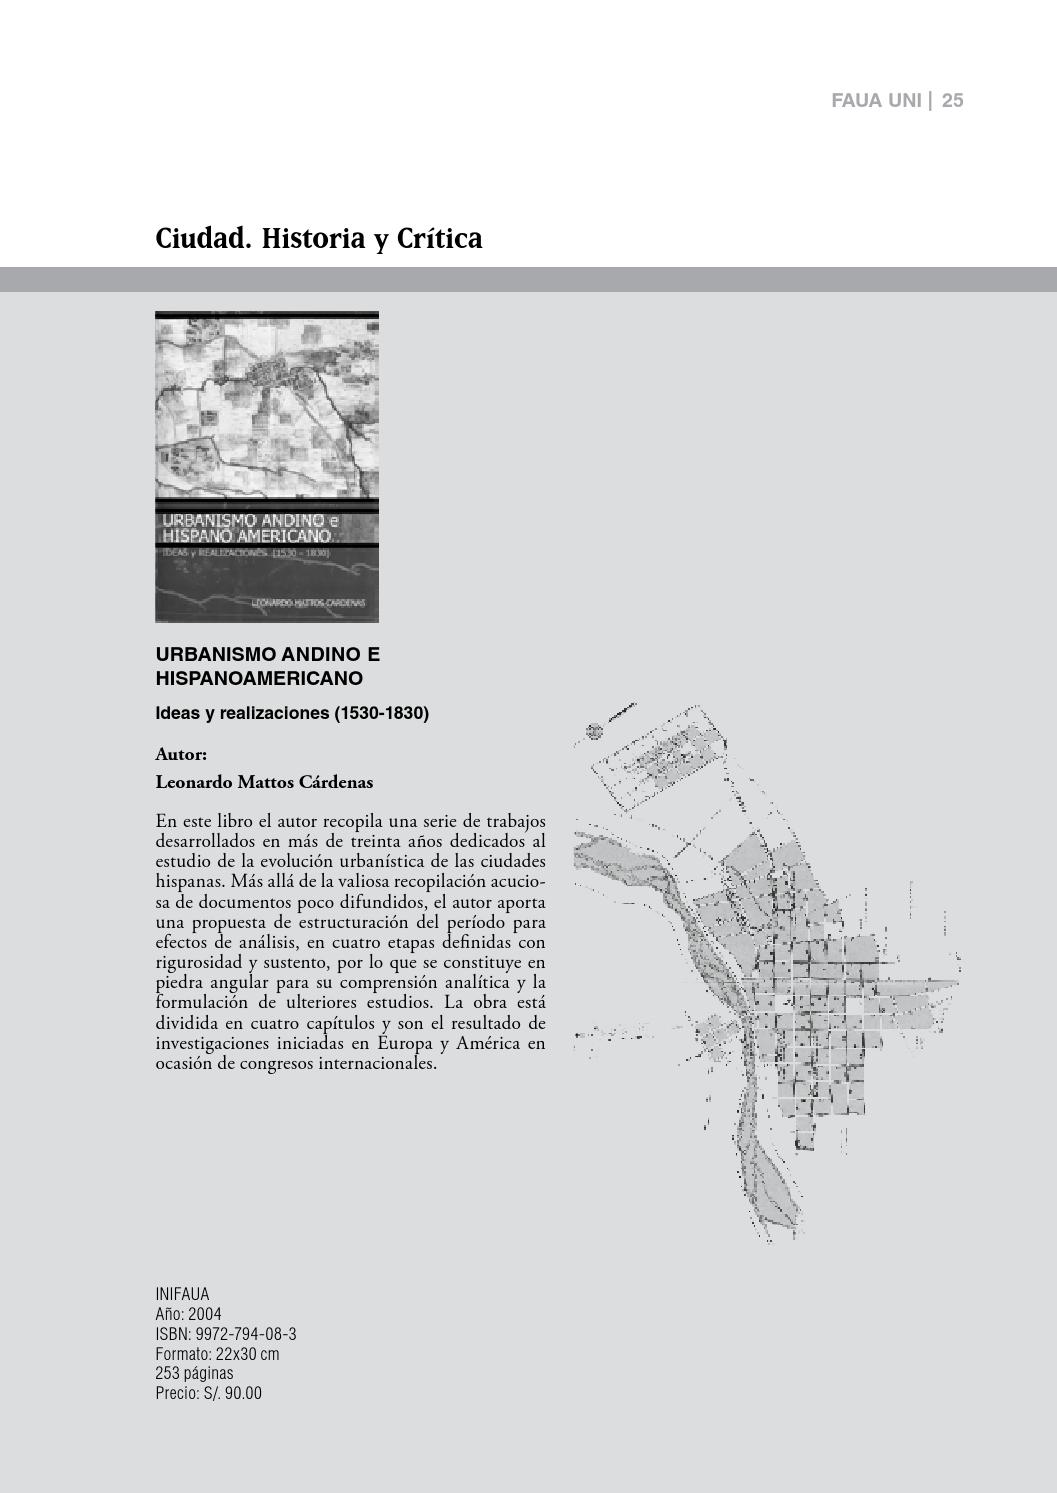 FAUA UNI | 25
Ciudad. Historia y Crítica
URBANISMO ANDINO e
HISPANO AMERICANO
IDEAS y REALIZACIONES (1530 - 1830)
LEONARDO MATTOS-CARDENAS
URBANISMO ANDINO E
HISPANOAMERICANO
Ideas y realizaciones (1530-1830)
Autor:
Leonardo Mattos Cárdenas
En este libro el autor recopila una serie de trabajos
desarrollados en más de treinta años dedicados al
estudio de la evolución urbanística de las ciudades
hispanas. Más allá de la valiosa recopilación acucio-
sa de documentos poco difundidos, el autor aporta
una propuesta de estructuración del período para
efectos de análisis, en cuatro etapas definidas con
rigurosidad y sustento, por lo que se constituye en
piedra angular para su comprensión analítica y la
formulación de ulteriores estudios. La obra está
dividida en cuatro capítulos y son el resultado de
investigaciones iniciadas en Europa y América en
ocasión de congresos internacionales.
INIFAUA
Año: 2004
ISBN: 9972-794-08-3
Formato: 22x30 cm
253 páginas
Precio: S/. 90.00